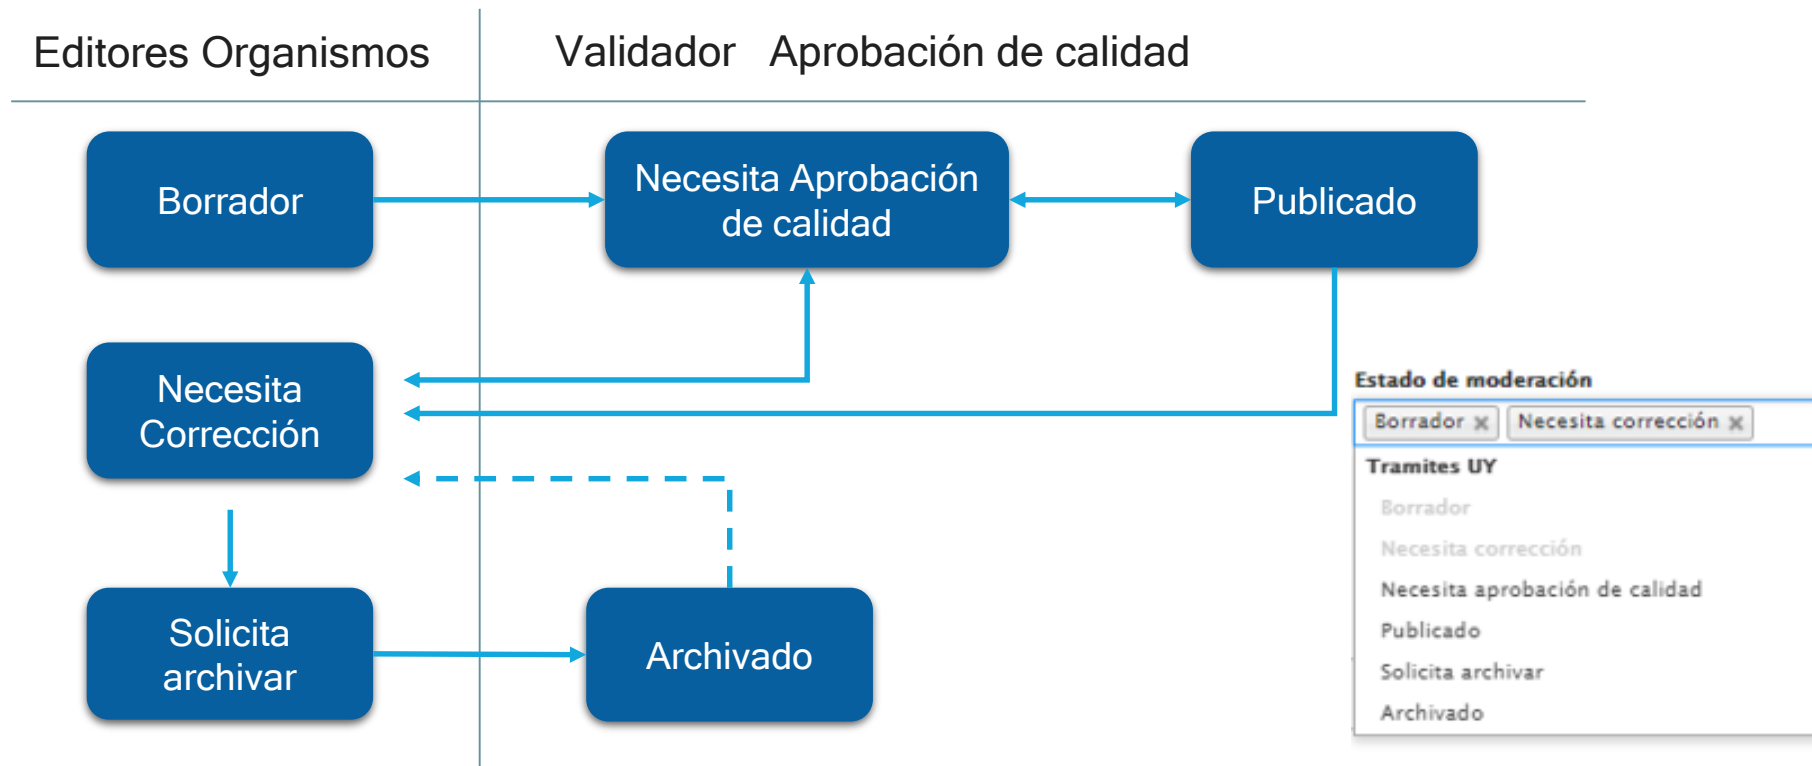 Editores Organismos
Validador Aprobación de calidad
Borrador
Necesita Aprobación
de calidad
Publicado
Necesita
Corrección
Solicita
archivar
Archivado
Estado de moderación
Borrador x Necesita corrección x
Tramites UY
Borrador
Necesita corrección
Necesita aprobación de calidad
Publicado
Solicita archivar
Archivado